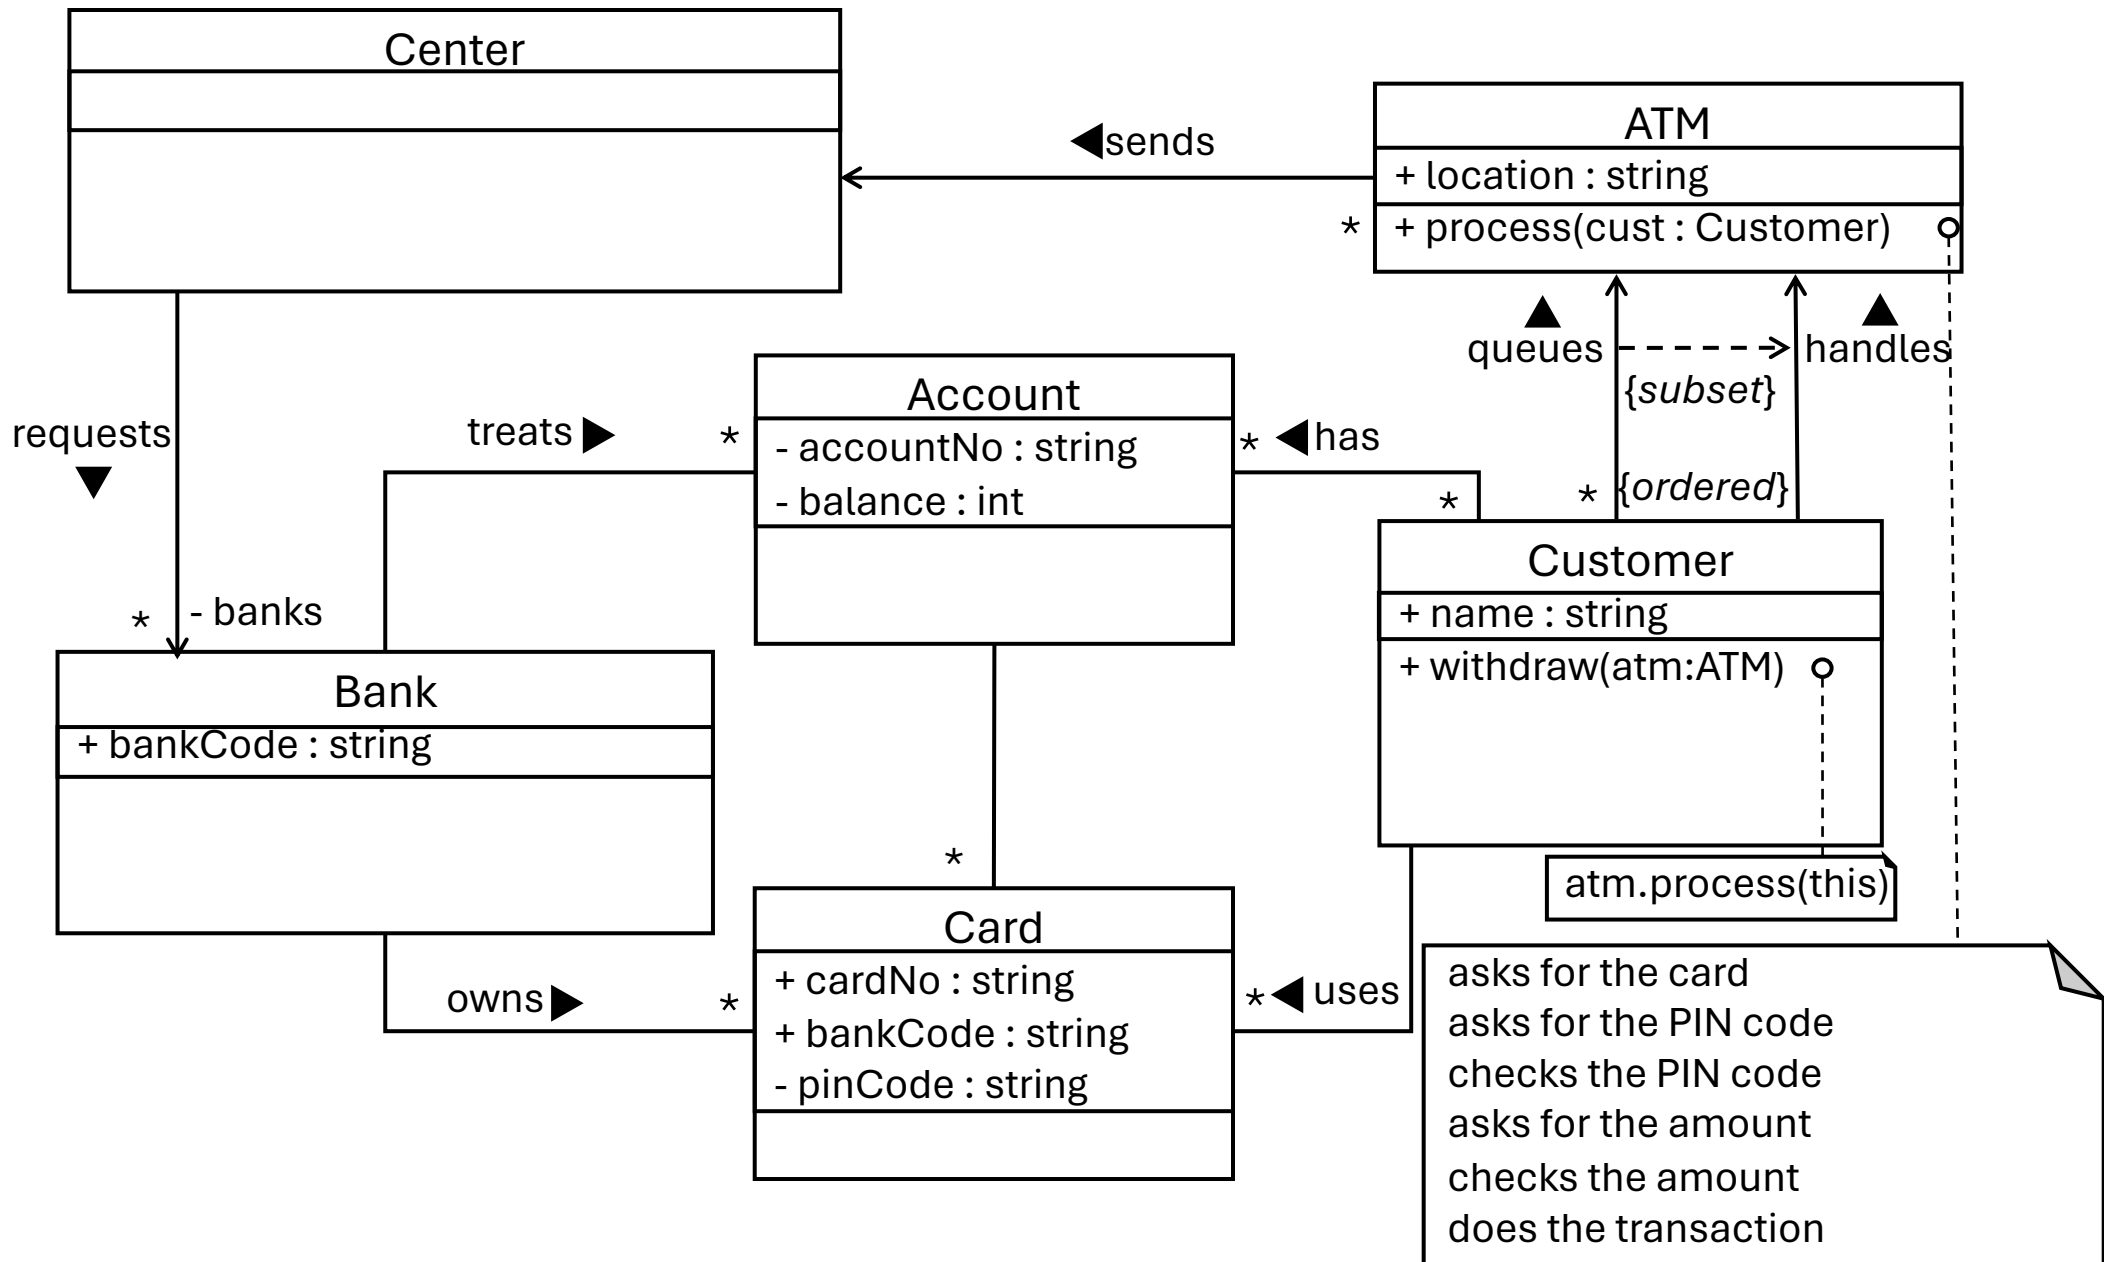 Center
ATM
+ location : string
+ process(cust : Customer)
◀sends
*
queues
handles
{subset}
{ordered}
*
requests
treats ▶
*
Account
- accountNo : string
- balance : int
* ◀has
*
Customer
+ name : string
+ withdraw(atm:ATM)
* - banks
Bank
+ bankCode : string
*
atm.process(this)
owns▶
*
Card
+ cardNo : string
+ bankCode : string
- pinCode : string
*◀ uses
asks for the card
asks for the PIN code
checks the PIN code
asks for the amount
checks the amount
does the transaction